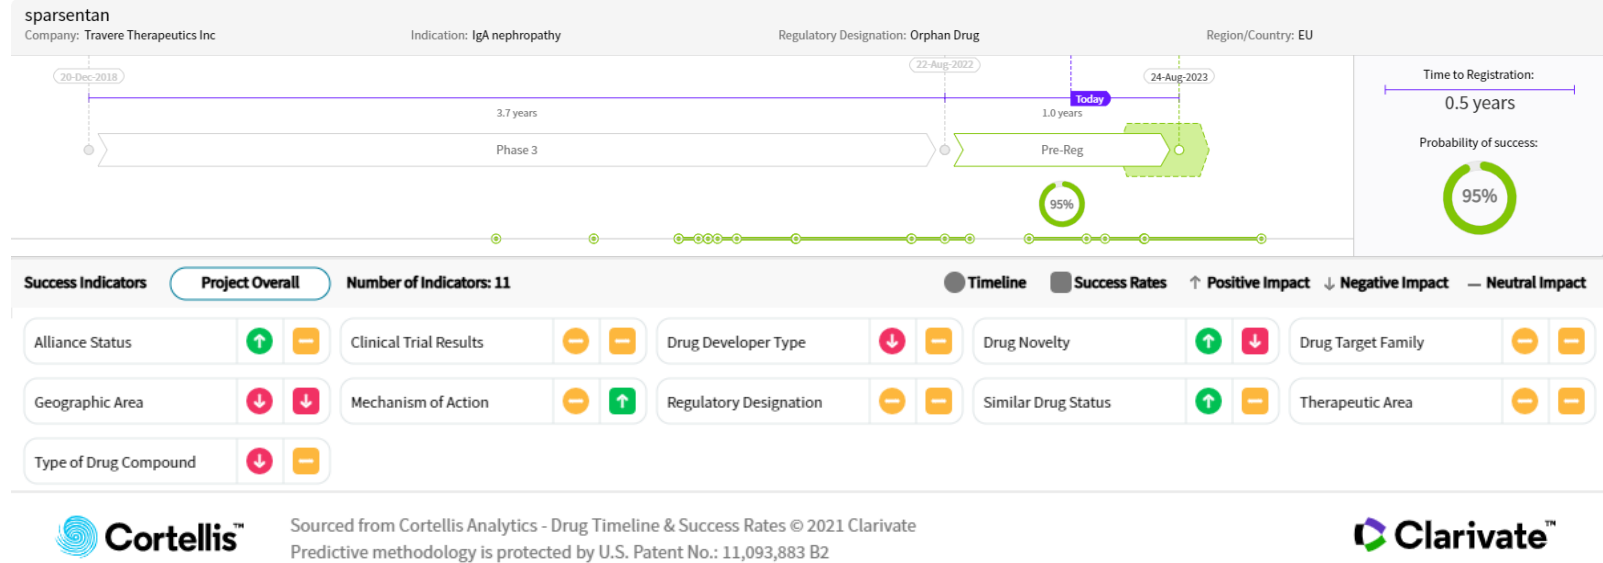 sparsentan
Company: Travere Therapeutics Inc Indication: IgA nephropathy Regulatory Designation: Orphan Drug Region/Country: EU
20-Dec-2018 22-Aug-2022 24-Aug-2023
Today
3.7 years 1.0 years
Phase 3 Pre-Reg
95%
Time to Registration:
0.5 years
Probability of success:
95%
Success Indicators Project Overall Number of Indicators: 11 Timeline Success Rates ↑ Positive Impact ↓ Negative Impact — Neutral Impact
Alliance Status Clinical Trial Results Drug Developer Type Drug Novelty Drug Target Family
Geographic Area Mechanism of Action Regulatory Designation Similar Drug Status Therapeutic Area
Type of Drug Compound
Cortellis™
Sourced from Cortellis Analytics - Drug Timeline & Success Rates © 2021 Clarivate
Predictive methodology is protected by U.S. Patent No.: 11,093,883 B2
Clarivate™